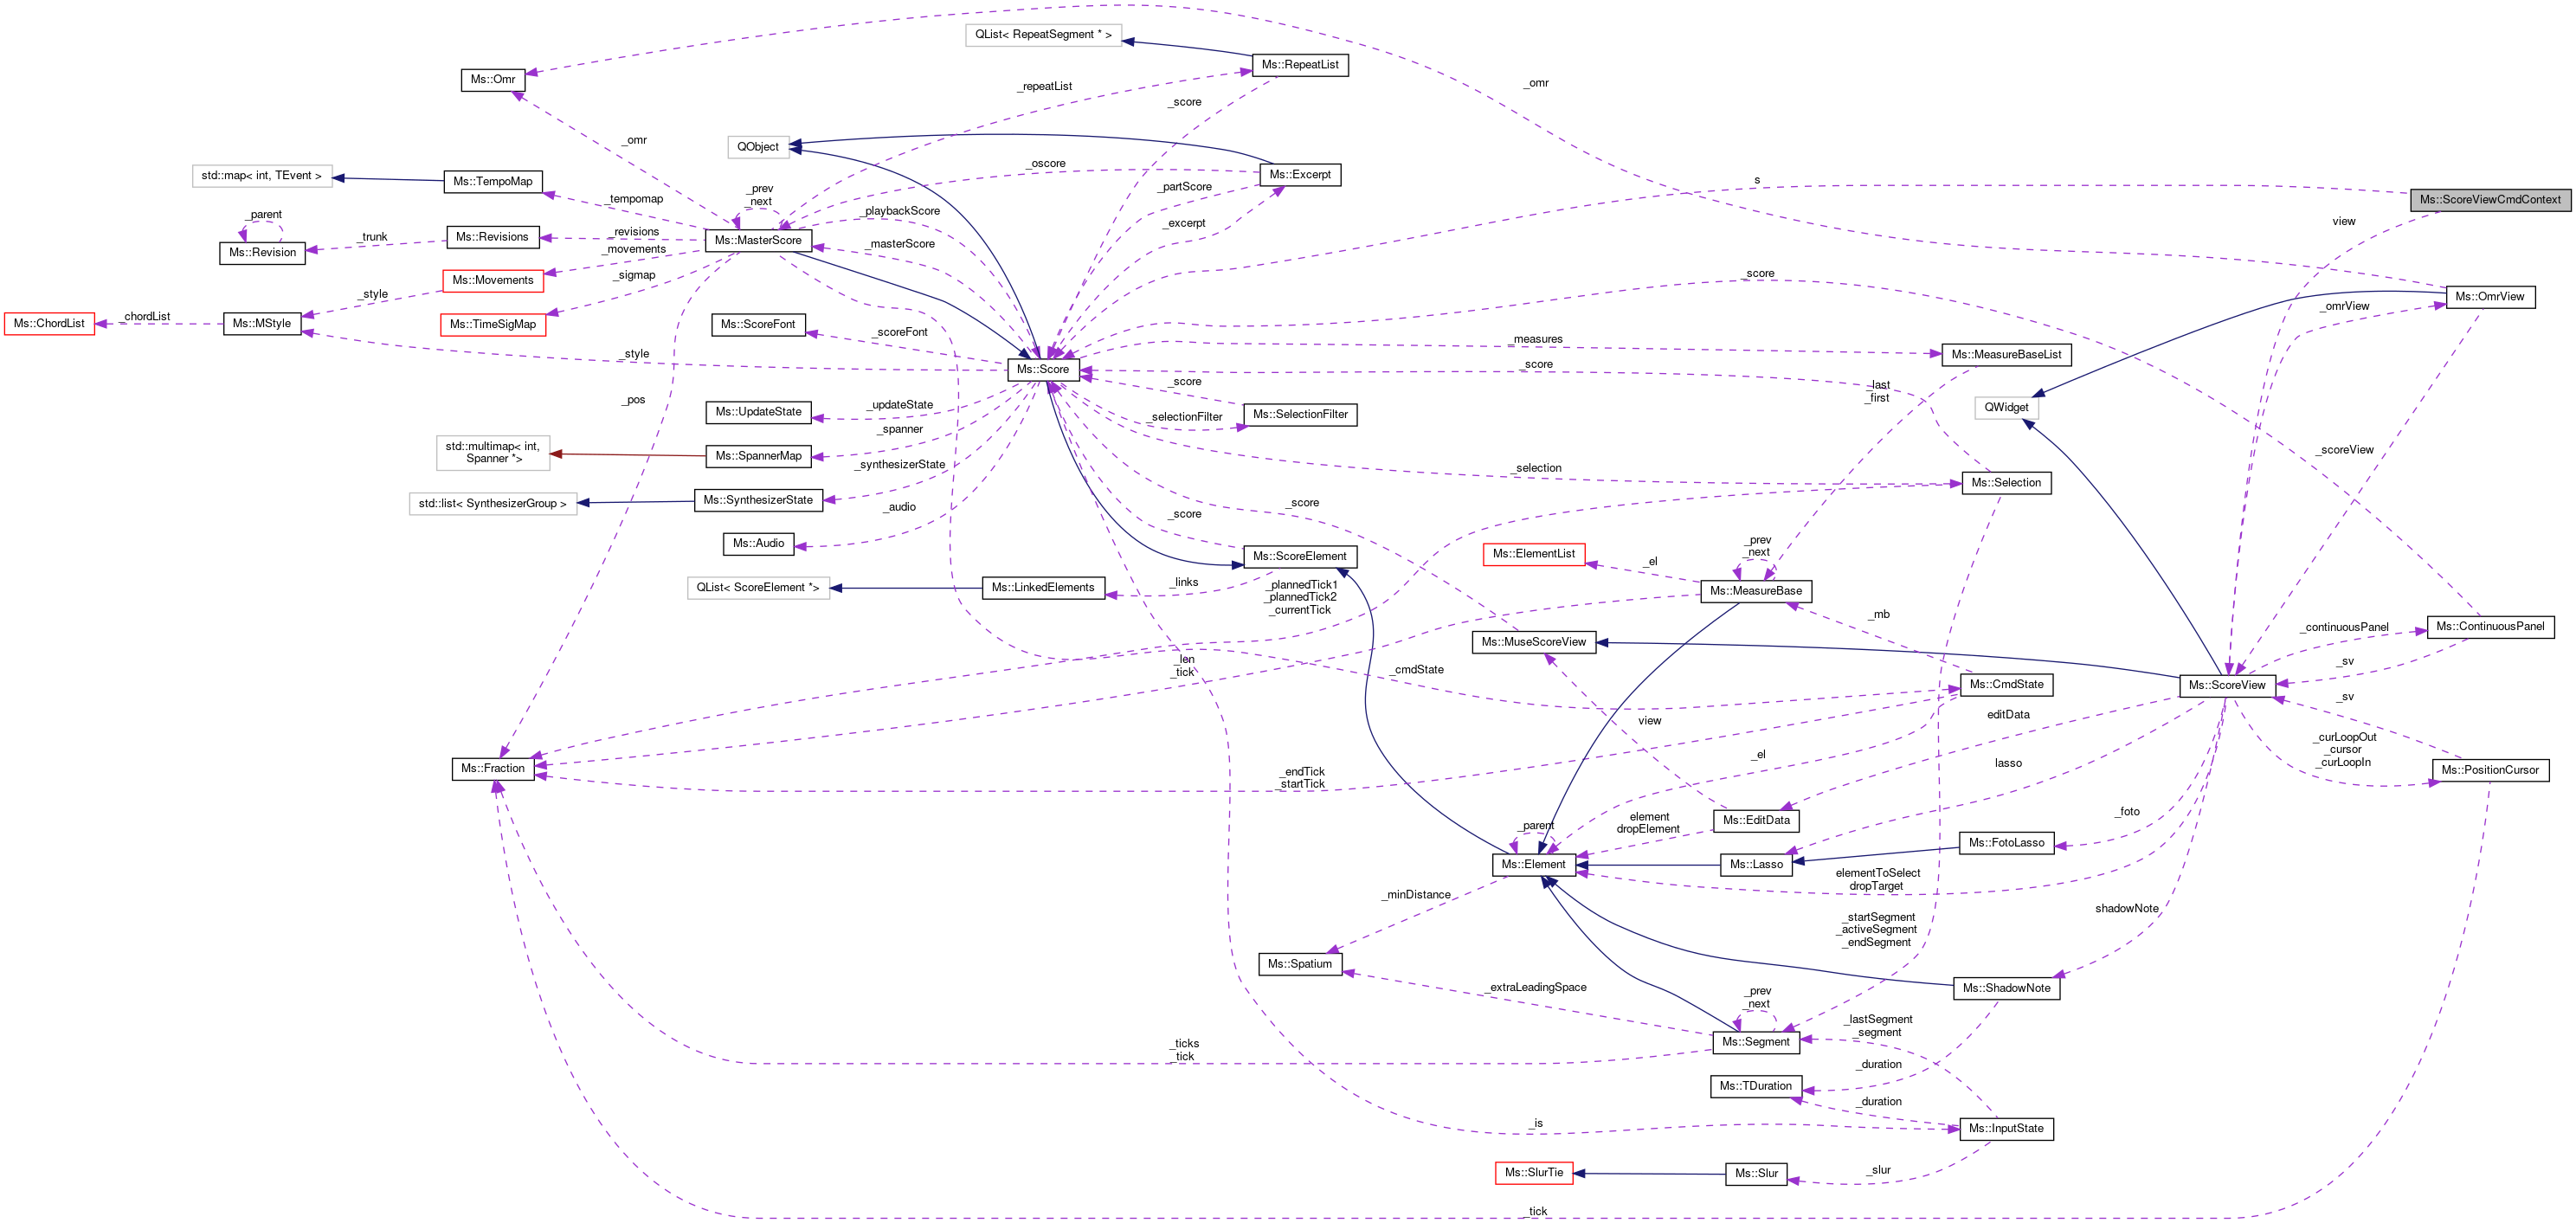 QList< RepeatSegment * >
Ms::RepeatList
Ms::Omr
_omr
_repeatList
_score
_omr
QObject
std::map< int, TEvent >
Ms::TempoMap
_oscore
Ms::Excerpt
s
_prev
_next
_partScore
Ms::ScoreViewCmdContext
_tempomap
_playbackScore
_excerpt
view
_parent
_trunk
Ms::Revisions
_revisions
Ms::MasterScore
_masterScore
Ms::Revision
_movements
Ms::Movements
_sigmap
_score
_style
Ms::OmrView
_omrView
Ms::ChordList
_chordList
Ms::MStyle
Ms::TimeSigMap
Ms::ScoreFont
_scoreFont
_measures
Ms::MeasureBaseList
_style
Ms::Score
_score
_score
_last
_first
_pos
Ms::UpdateState
_updateState
_selectionFilter
Ms::SelectionFilter
QWidget
_spanner
std::multimap< int,
Spanner *>
Ms::SpannerMap
_scoreView
_synthesizerState
_selection
Ms::Selection
std::list< SynthesizerGroup >
Ms::SynthesizerState
_audio
_score
_score
Ms::Audio
Ms::ScoreElement
Ms::ElementList
_prev
_next
_el
QList< ScoreElement *>
Ms::LinkedElements
_links
_plannedTick1
_plannedTick2
_currentTick
Ms::MeasureBase
_mb
Ms::MuseScoreView
_continuousPanel
Ms::ContinuousPanel
_len
_tick
_cmdState
_sv
Ms::CmdState
Ms::ScoreView
_sv
view
editData
_curLoopOut
_cursor
_curLoopIn
_el
lasso
Ms::Fraction
_endTick
_startTick
Ms::PositionCursor
_foto
_parent
element
dropElement
Ms::EditData
Ms::FotoLasso
Ms::Element
Ms::Lasso
elementToSelect
dropTarget
_minDistance
shadowNote
_startSegment
_activeSegment
_endSegment
Ms::Spatium
_extraLeadingSpace
_prev
_next
Ms::ShadowNote
_lastSegment
_segment
_ticks
_tick
Ms::Segment
_duration
Ms::TDuration
_duration
_is
Ms::InputState
Ms::SlurTie
Ms::Slur
_slur
_tick